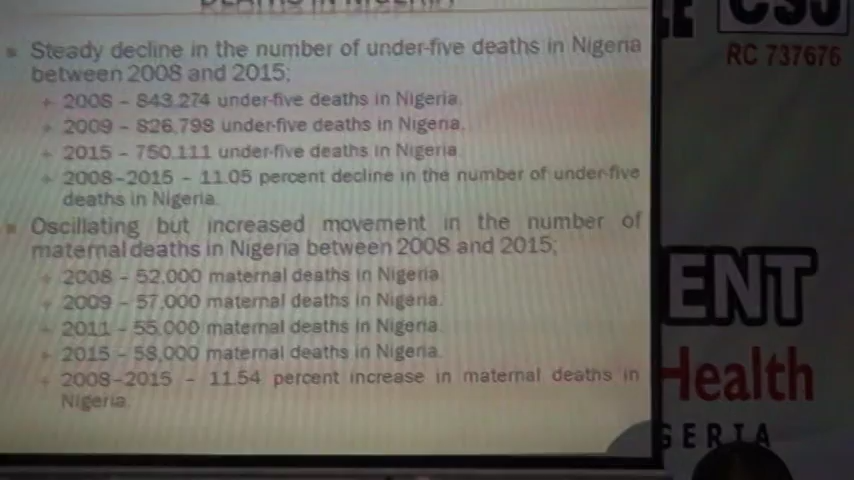 DEATHS IN NIGERIA
Steady decline in the number of under-five deaths in Nigeria
between 2008 and 2015;
2008 – 843,274 under-five deaths in Nigeria.
2009 – 826,798 under-five deaths in Nigeria.
2015 – 750,111 under-five deaths in Nigeria
2008–2015 – 11.05 percent decline in the number of under-five
deaths in Nigeria.
Oscillating but increased movement in the number of
maternal deaths in Nigeria between 2008 and 2015;
2008 – 52,000 maternal deaths in Nigeria
2009 – 57,000 maternal deaths in Nigeria.
2011 – 55,000 maternal deaths in Nigeria.
2015 – 58,000 maternal deaths in Nigeria.
2008–2015 – 11.54 percent increase in maternal deaths in
Nigeria.
RC 737676
ENT
Health
GERIA